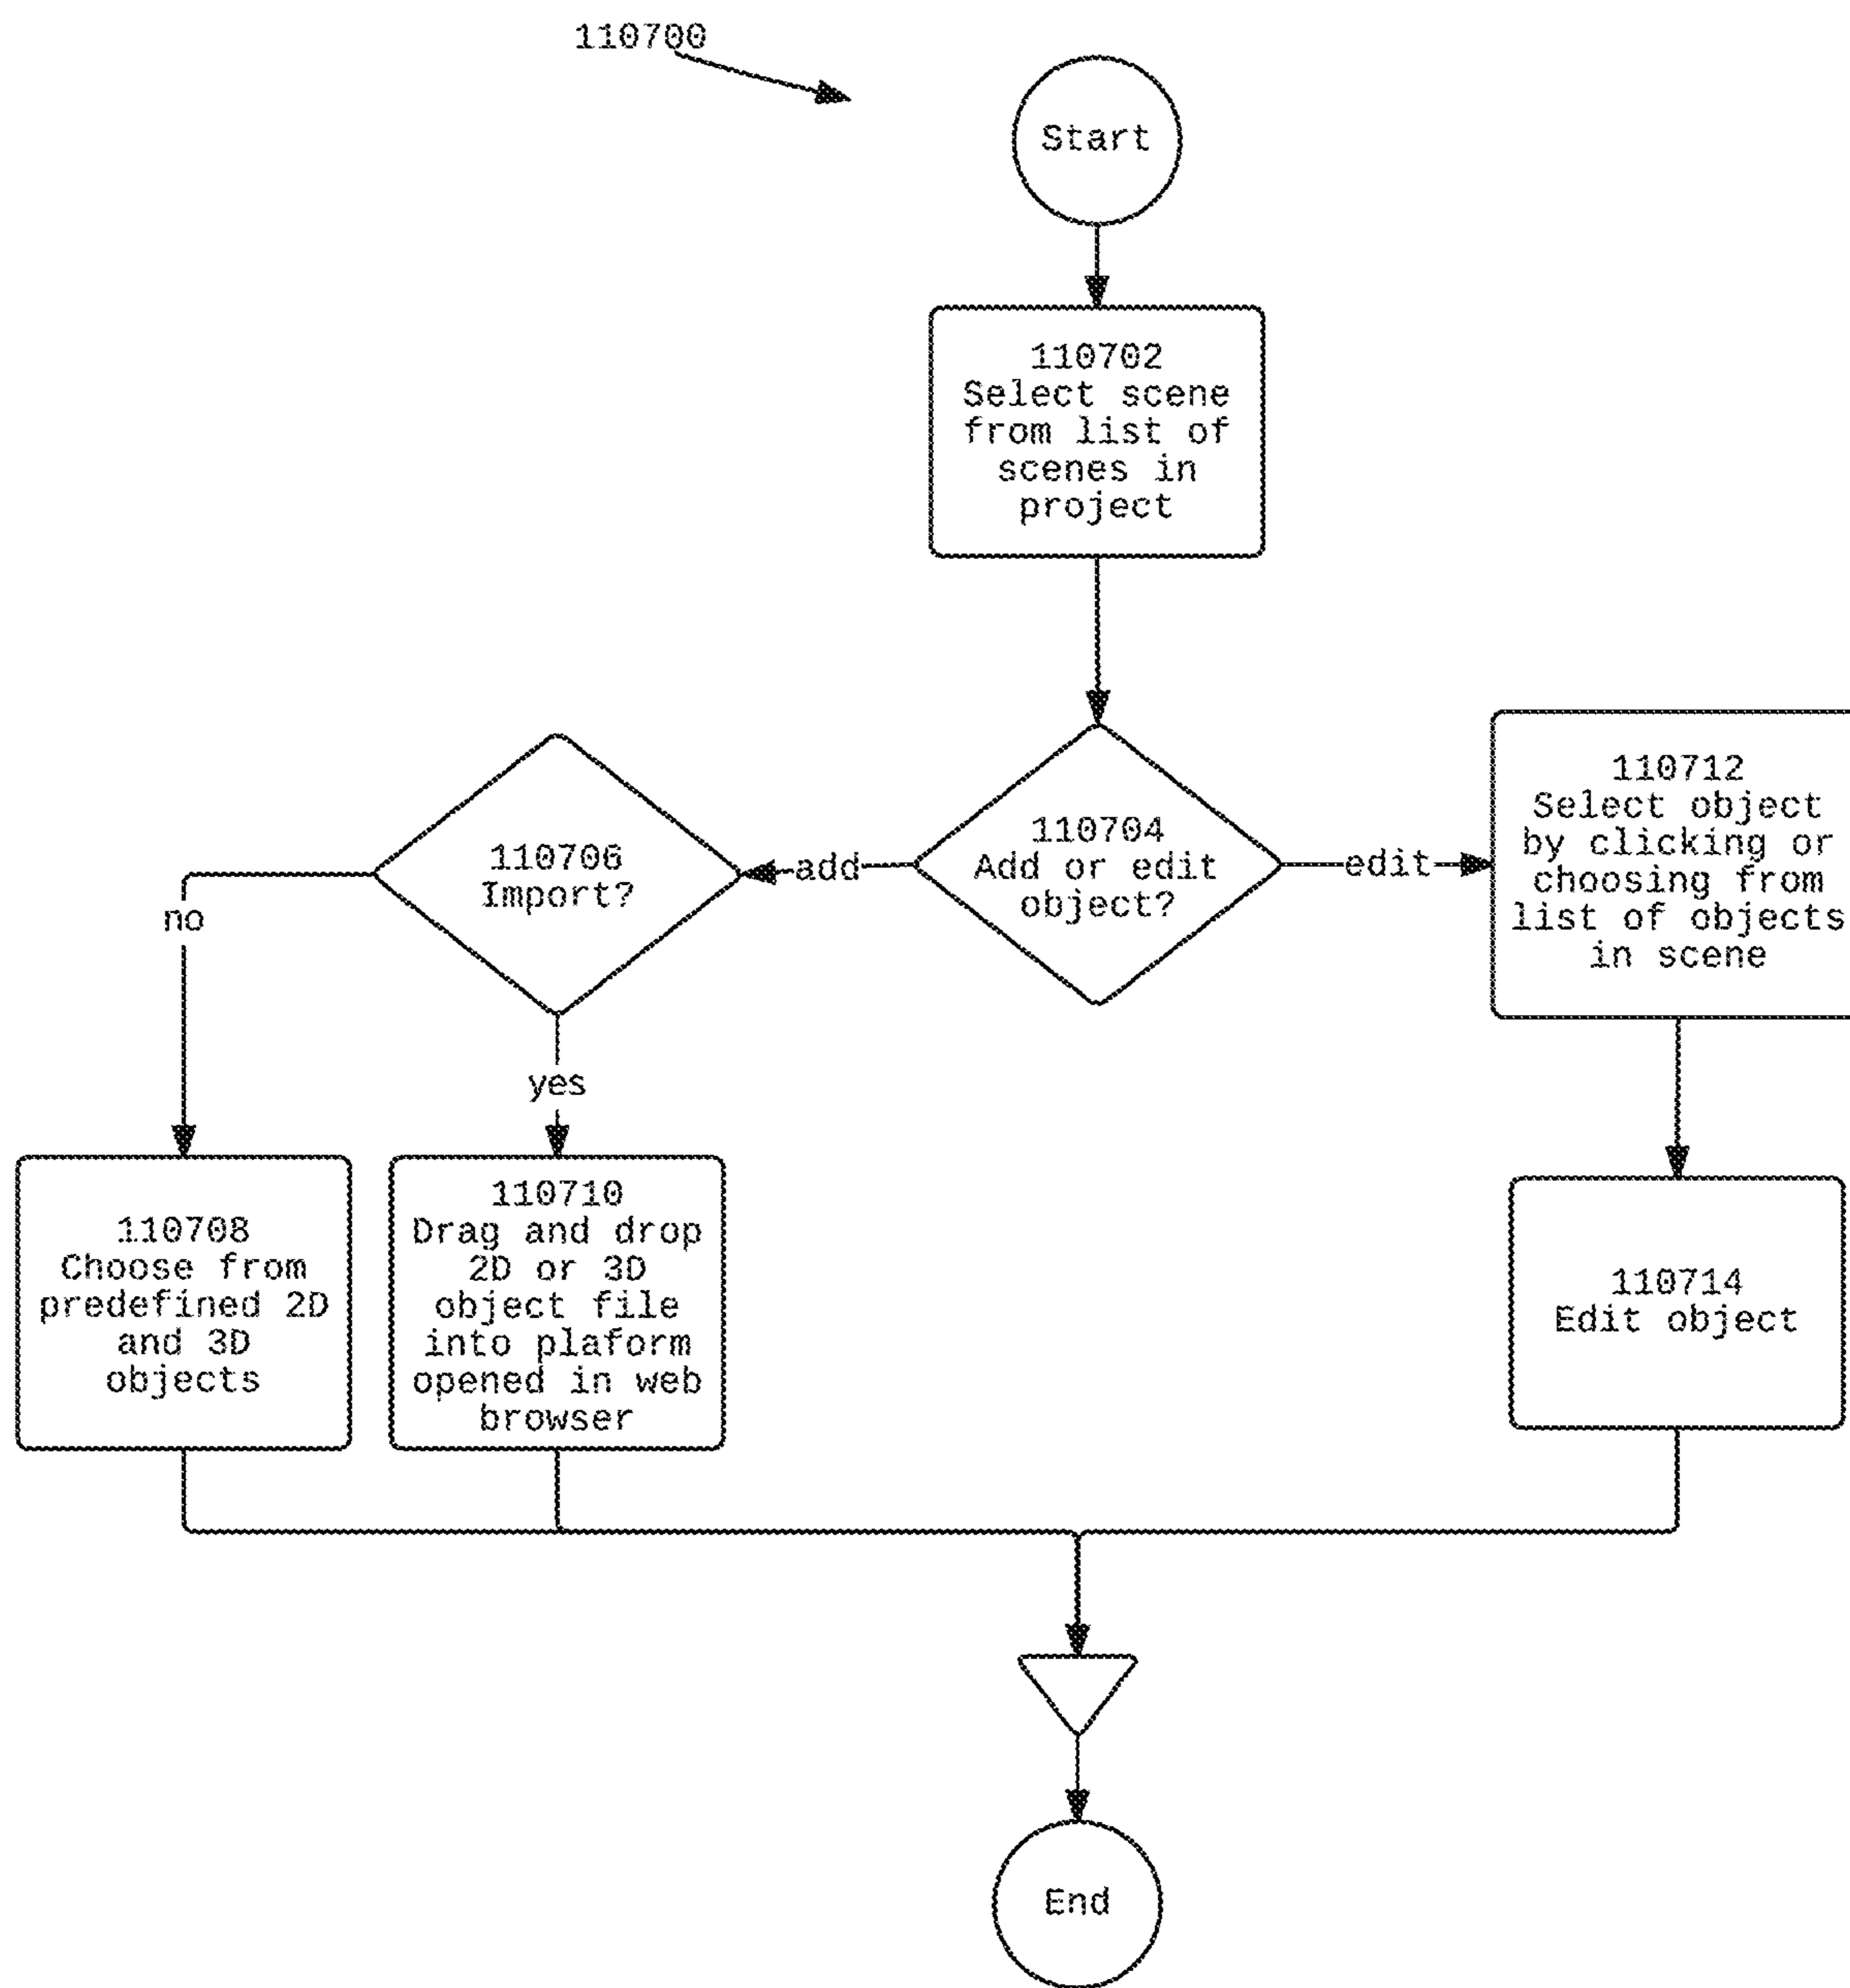 110700
Start
110702
Select scene
from list of
scenes in
project
110704
Add or edit
object?
add
edit
110706
Import?
no
yes
110712
Select object
by clicking or
choosing from
list of objects
in scene
110708
Choose from
predefined 2D
and 3D
objects
110710
Drag and drop
2D or 3D
object file
into plaform
opened in web
browser
110714
Edit object
End